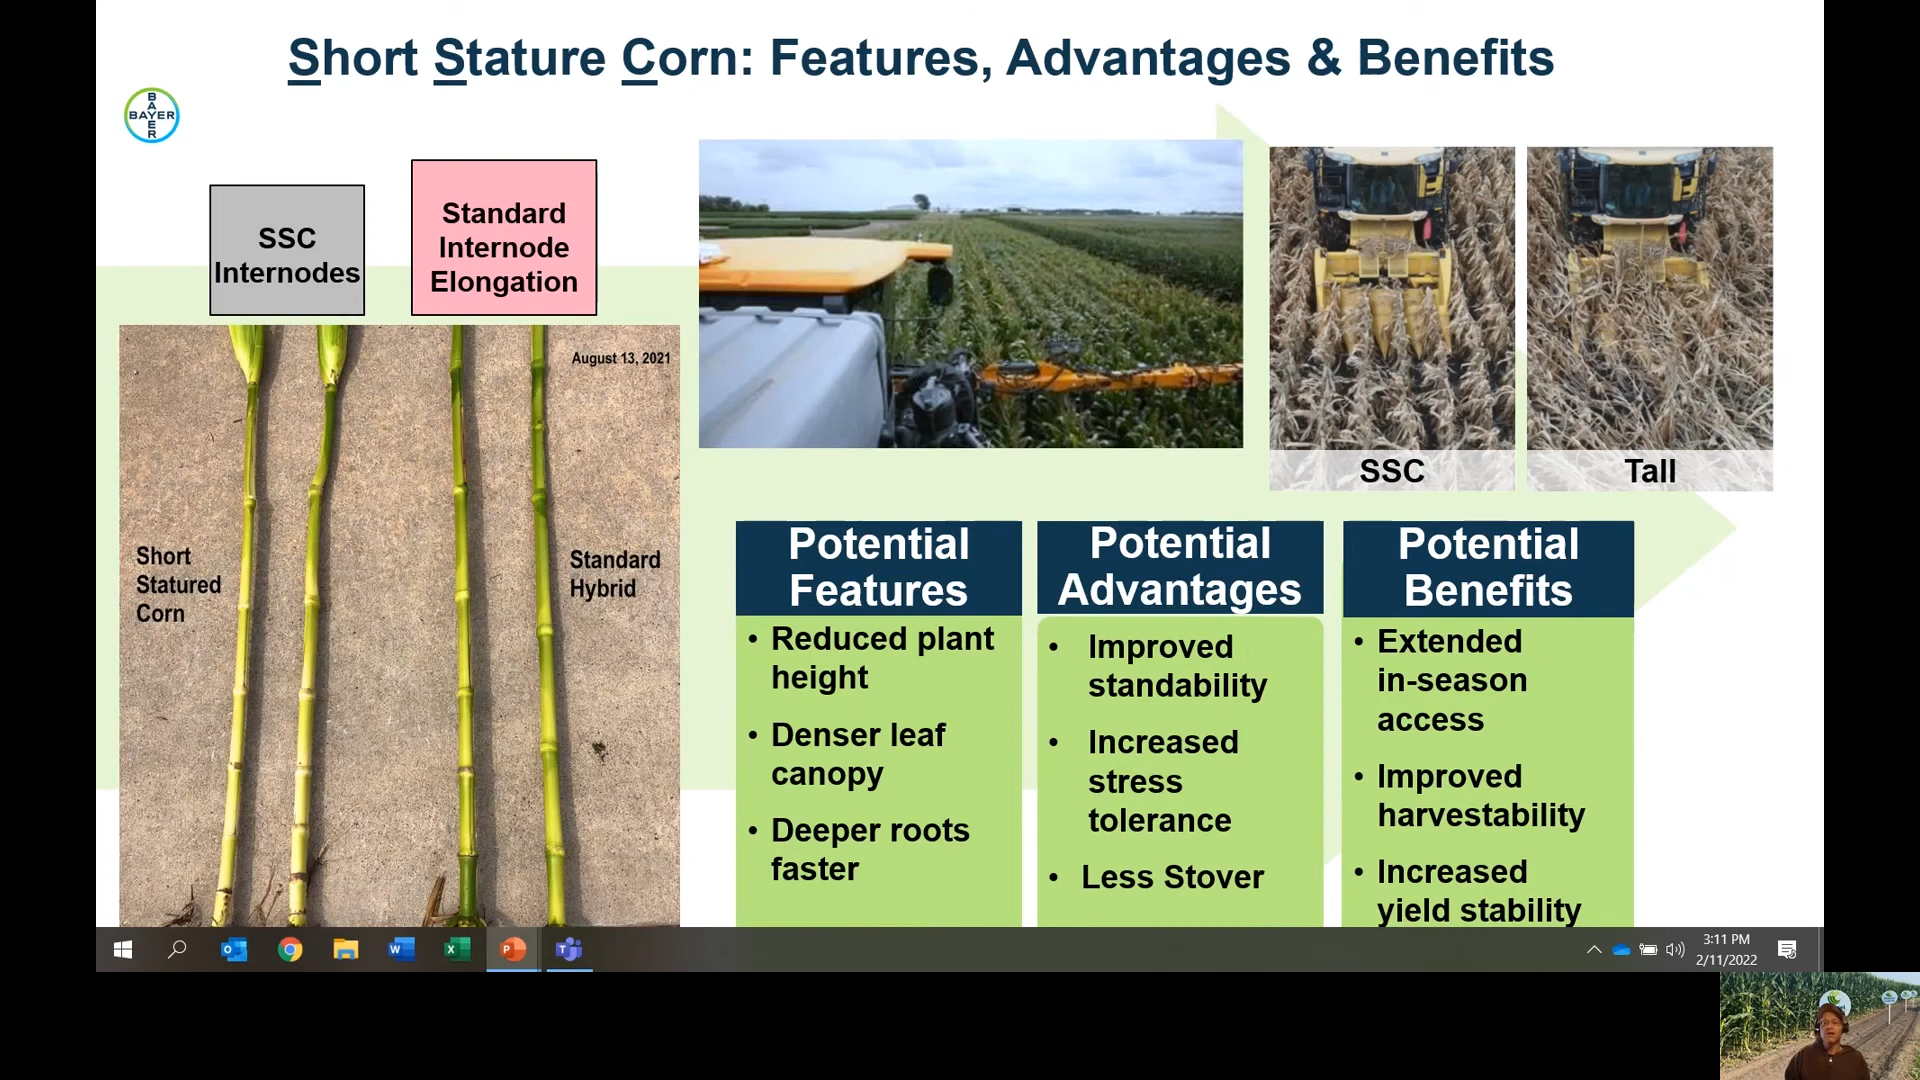 Short Stature Corn: Features, Advantages & Benefits
BAYER
BAYER
SSC
Internodes
Standard
Internode
Elongation
August 13, 2021
Short
Statured
Corn
Standard
Hybrid
SSC
Tall
Potential
Features
• Reduced plant
height
• Denser leaf
canopy
• Deeper roots
faster
Potential
Advantages
• Improved
standability
• Increased
stress
tolerance
• Less Stover
Potential
Benefits
• Extended
in-season
access
• Improved
harvestability
• Increased
yield stability
3:11 PM
2/11/2022